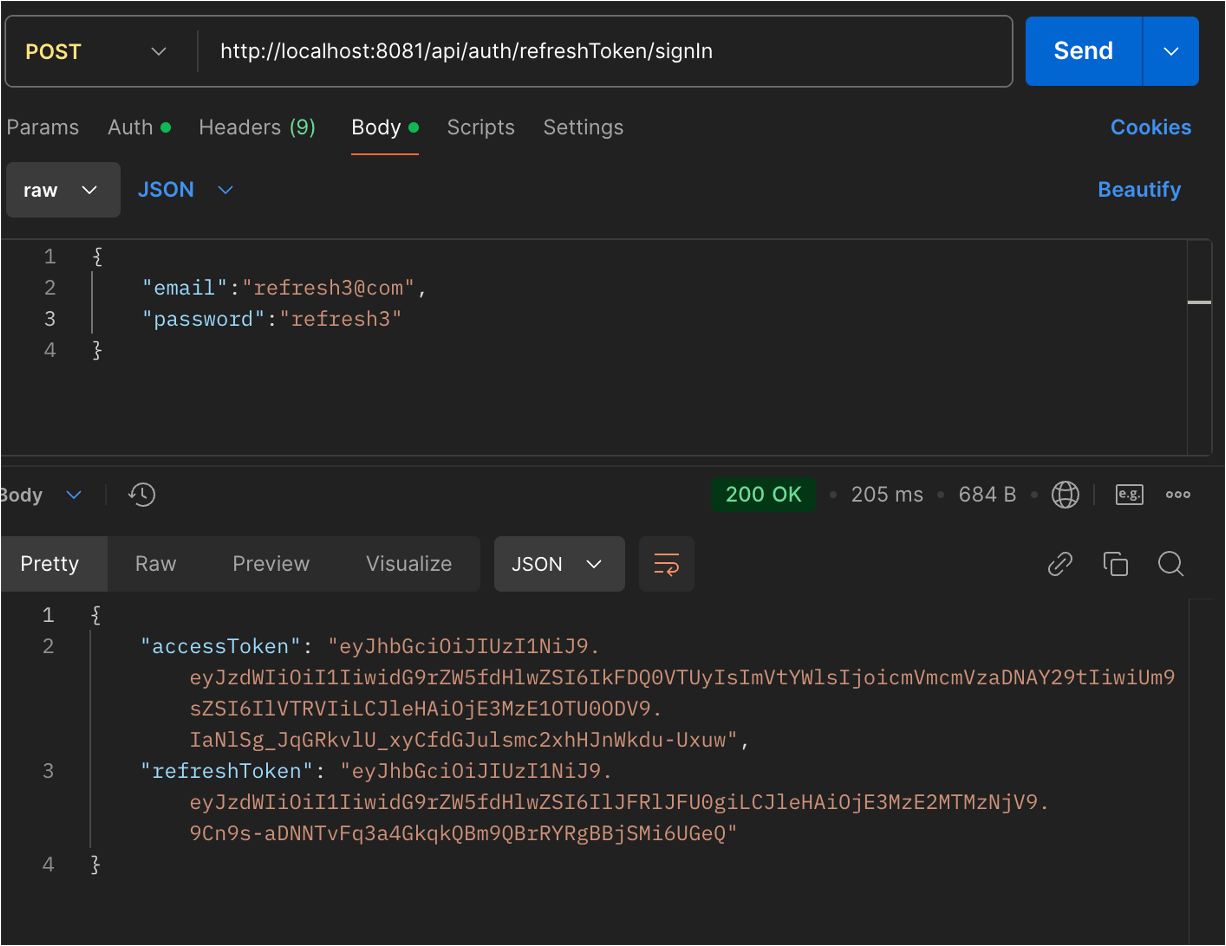 POST http://localhost:8081/api/auth/refreshToken/signIn Send
Params Auth Headers (9) Body Scripts Settings Cookies
raw JSON Beautify
1 {
2 "email":"refresh3@com",
3 "password":"refresh3"
4 }
Body 200 OK 205 ms 684 B e.g.
Pretty Raw Preview Visualize JSON
1 {
2 "accessToken": "eyJhbGciOiJIUzI1NiJ9.
eyJzdWIiOiI1IiwidG9rZW5fdHlwZSI6IkFDQ0VTUyIsImVtYWlsIjoicmVmcmVzaDNAY29tIiwiUm9
sZSI6IlVTRVIiLCJleHAiOjE3MzE1OTU0ODV9.
IaNlSg_JqGRkvlU_xyCfdGJulsmc2xhHJnWkdu-Uxuw",
3 "refreshToken": "eyJhbGciOiJIUzI1NiJ9.
eyJzdWIiOiI1IiwidG9rZW5fdHlwZSI6IlJFRlJFU0giLCJleHAiOjE3MzE2MTMzNjV9.
9Cn9s-aDNNTvFq3a4GkqkQBm9QBrRYRgBBjSMi6UGeQ"
4 }